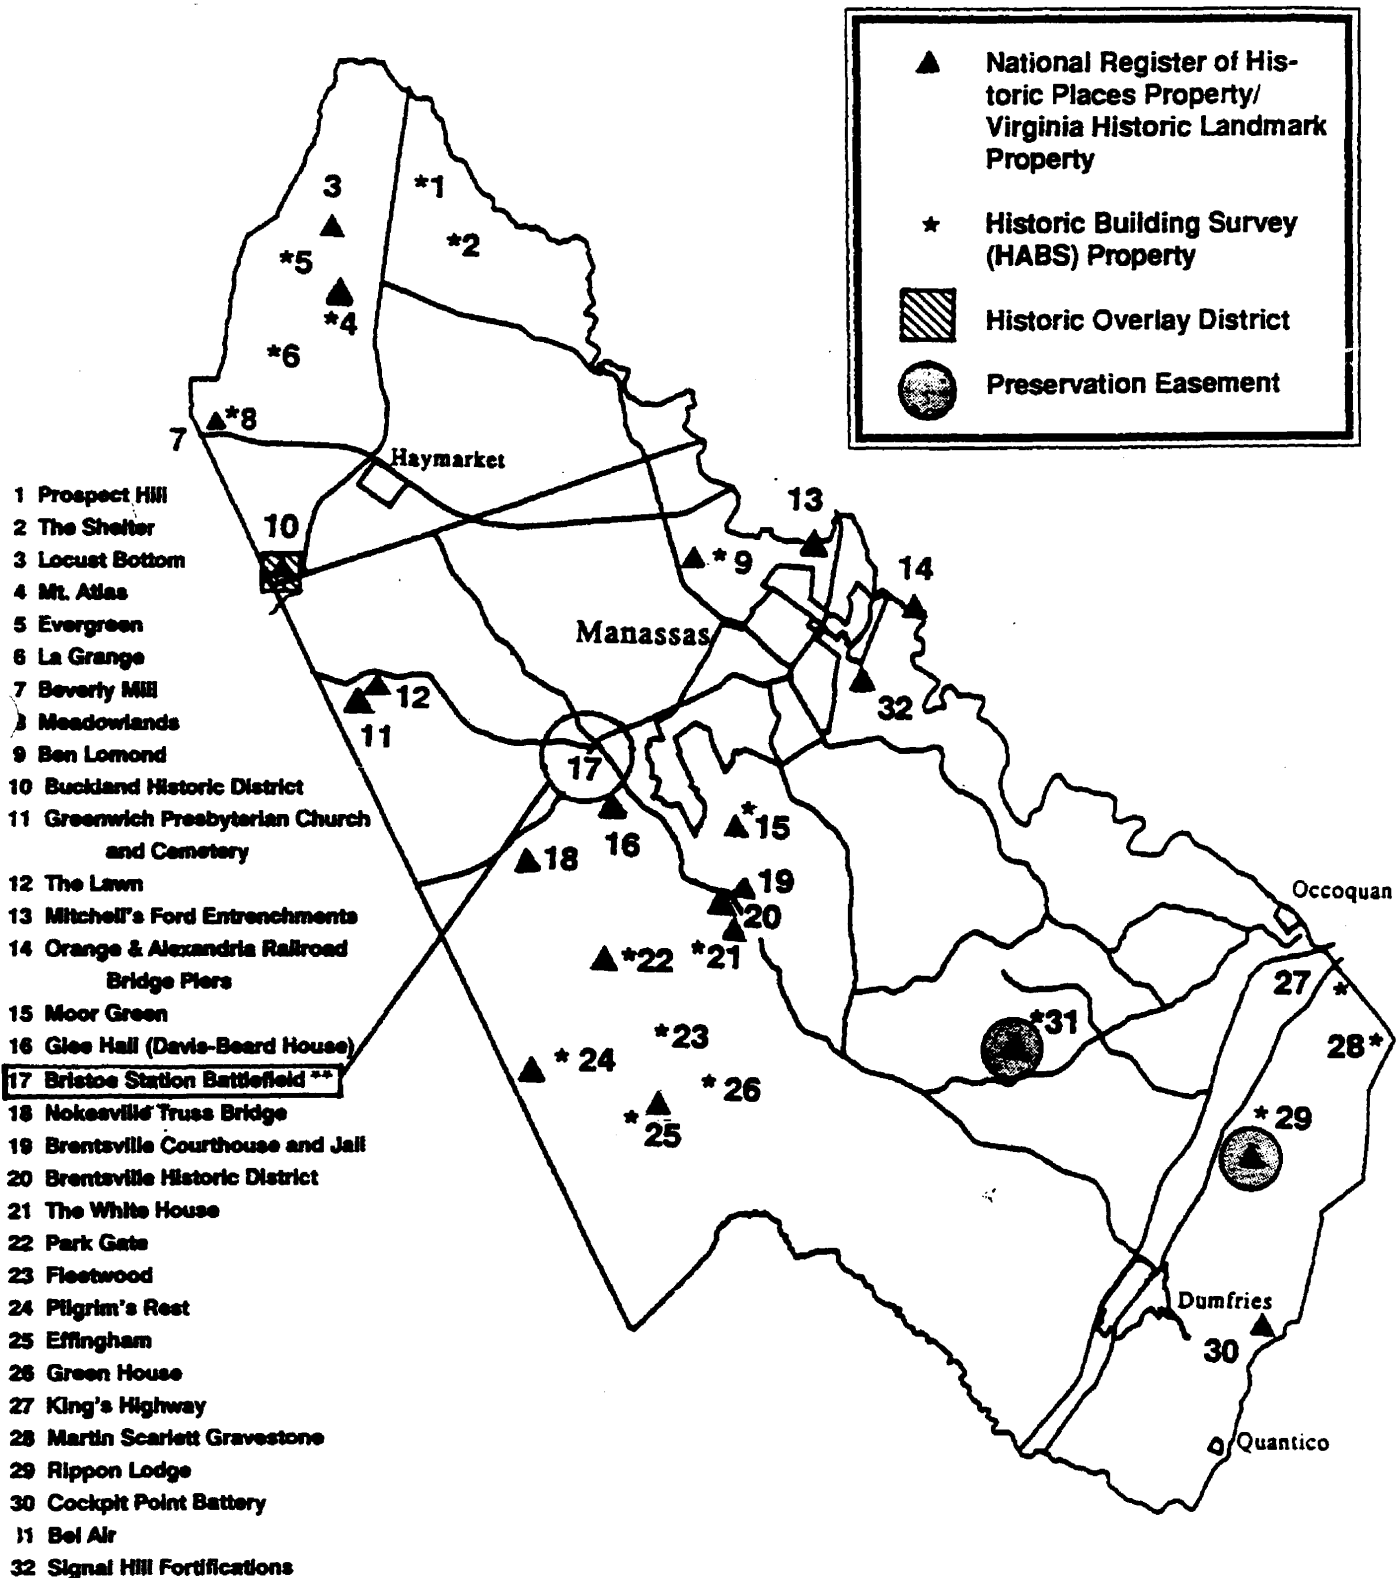 National Register of His-
toric Places Property/
Virginia Historic Landmark
Property
* Historic Building Survey
(HABS) Property
Historic Overlay District
Preservation Easement
3
*1
*2
*5
*4
*6
*8
7
Haymarket
10
13
* 9
14
Manassas
12
11
32
17
16
*
15
18
19
20
*22
*21
*23
* 24
* 26
*
25
Occoquan
27
*
*31
28*
* 29
Dumfries
30
Quantico
1 Prospect Hill
2 The Shelter
3 Locust Bottom
4 Mt. Atlas
5 Evergreen
6 La Grange
7 Beverly Mill
Meadowlands
9 Ben Lomond
10 Buckland Historic District
11 Greenwich Presbyterian Church
and Cemetery
12 The Lawn
13 Mitchell's Ford Entrenchments
14 Orange & Alexandria Railroad
Bridge Piers
15 Moor Green
16 Glee Hall (Davis-Beard House)
17 Bristoe Station Battlefield **
18 Nokesville Truss Bridge
19 Brentsville Courthouse and Jail
20 Brentsville Historic District
21 The White House
22 Park Gate
23 Fleetwood
24 Pilgrim's Rest
25 Effingham
26 Green House
27 King's Highway
28 Martin Scarlett Gravestone
29 Rippon Lodge
30 Cockpit Point Battery
Bel Air
32 Signal Hill Fortifications